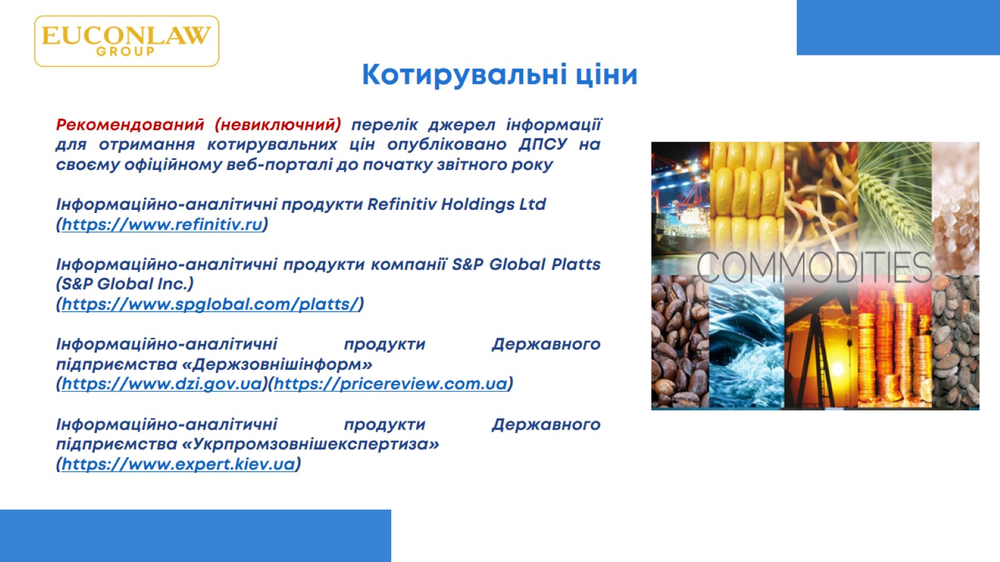 EUCONLAW
GROUP
Котирувальні ціни
Рекомендований (невиключний) перелік джерел інформації
для отримання котирувальних цін опубліковано ДПСУ на
своєму офіційному веб-порталі до початку звітного року
Інформаційно-аналітичні продукти Refinitiv Holdings Ltd
(https://www.refinitiv.ru)
Інформаційно-аналітичні продукти компанії S&P Global Platts
(S&P Global Inc.)
(https://www.spglobal.com/platts/)
Інформаційно-аналітичні продукти Державного
підприємства «Держзовнішінформ»
(https://www.dzi.gov.ua)(https://pricereview.com.ua)
Інформаційно-аналітичні продукти Державного
підприємства «Укрпромзовнішекспертиза»
(https://www.expert.kiev.ua)
COMMODITIES